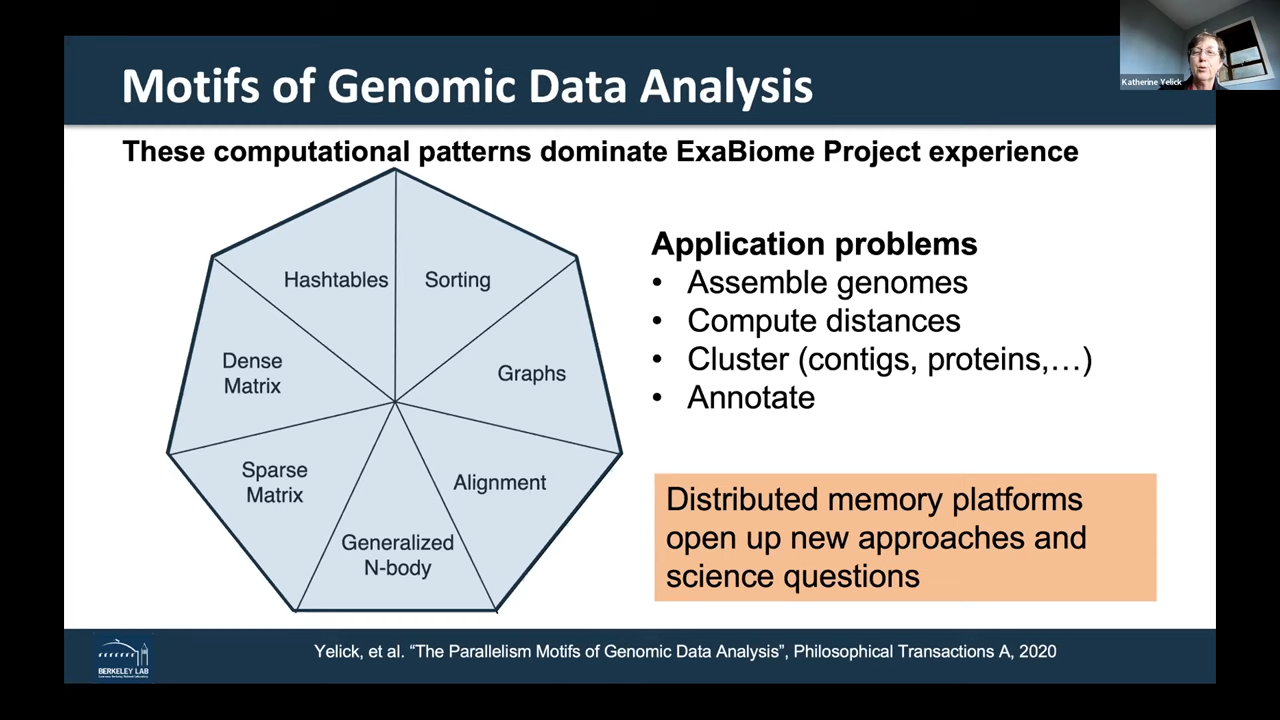 Motifs of Genomic Data Analysis
Katherine Yelick
These computational patterns dominate ExaBiome Project experience
Hashtables
Sorting
Dense
Matrix
Graphs
Sparse
Matrix
Alignment
Generalized
N-body
Application problems
• Assemble genomes
• Compute distances
• Cluster (contigs, proteins,…)
• Annotate
Distributed memory platforms
open up new approaches and
science questions
BERKELEY LAB
Yelick, et al. “The Parallelism Motifs of Genomic Data Analysis”, Philosophical Transactions A, 2020